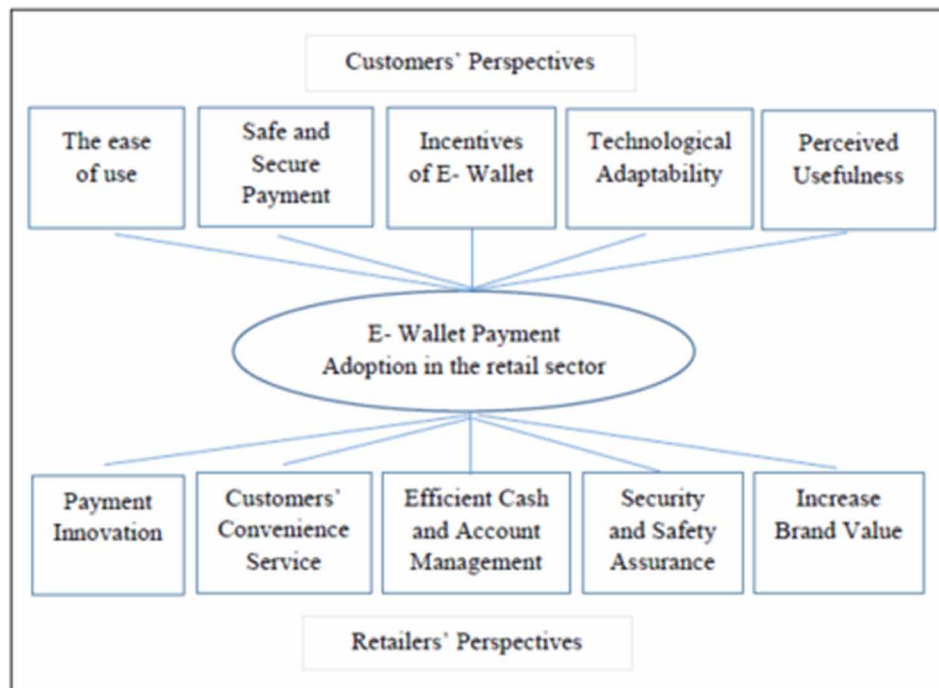 Customers' Perspectives
The ease
of use
Safe and
Secure
Payment
Incentives
of E- Wallet
Technological
Adaptability
Perceived
Usefulness
E- Wallet Payment
Adoption in the retail sector
Payment
Innovation
Customers'
Convenience
Service
Efficient Cash
and Account
Management
Security
and Safety
Assurance
Increase
Brand Value
Retailers' Perspectives